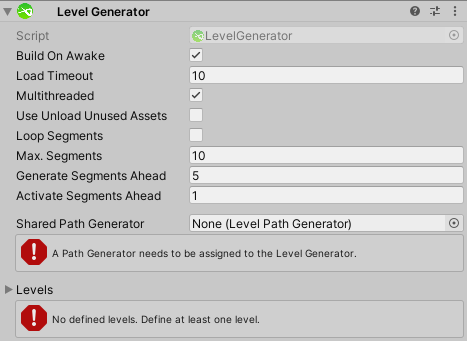 Level Generator
Script LevelGenerator
Build On Awake
Load Timeout 10
Multithreaded
Use Unload Unused Assets
Loop Segments
Max. Segments 10
Generate Segments Ahead 5
Activate Segments Ahead 1
Shared Path Generator None (Level Path Generator)
A Path Generator needs to be assigned to the Level Generator.
Levels
No defined levels. Define at least one level.